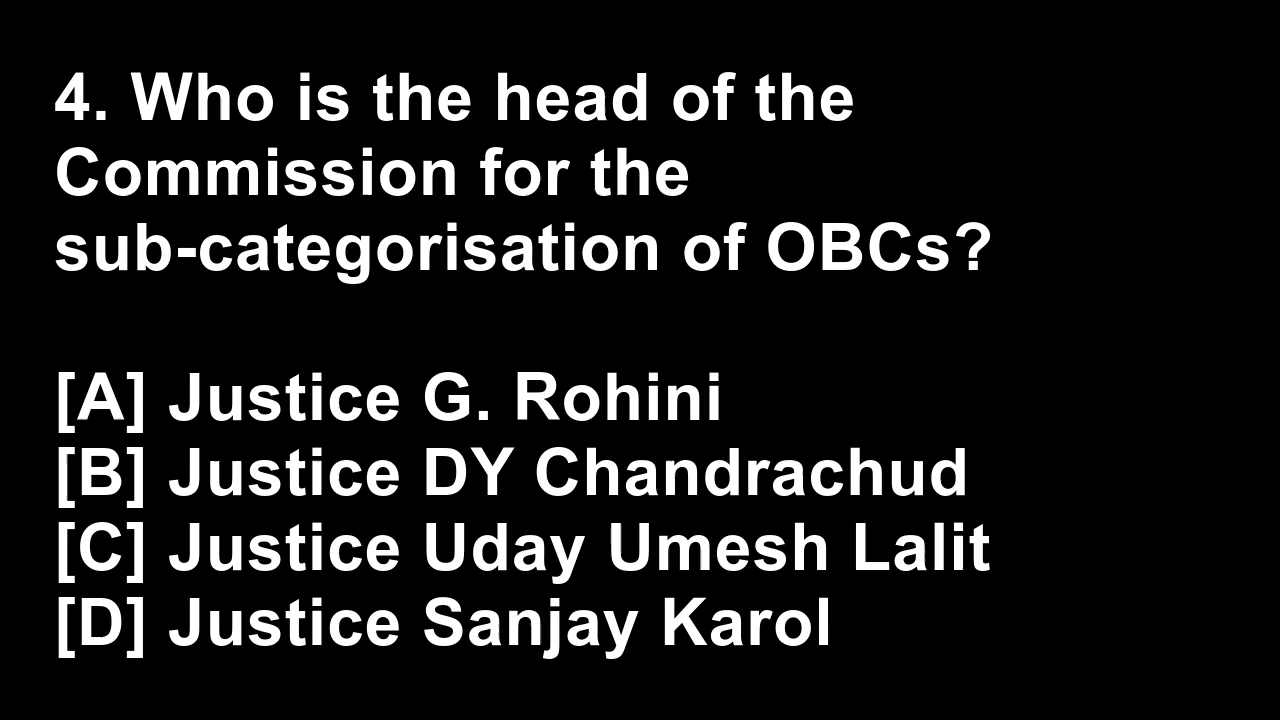 4. Who is the head of the
Commission for the
sub-categorisation of OBCs?
[A] Justice G. Rohini
[B] Justice DY Chandrachud
[C] Justice Uday Umesh Lalit
[D] Justice Sanjay Karol